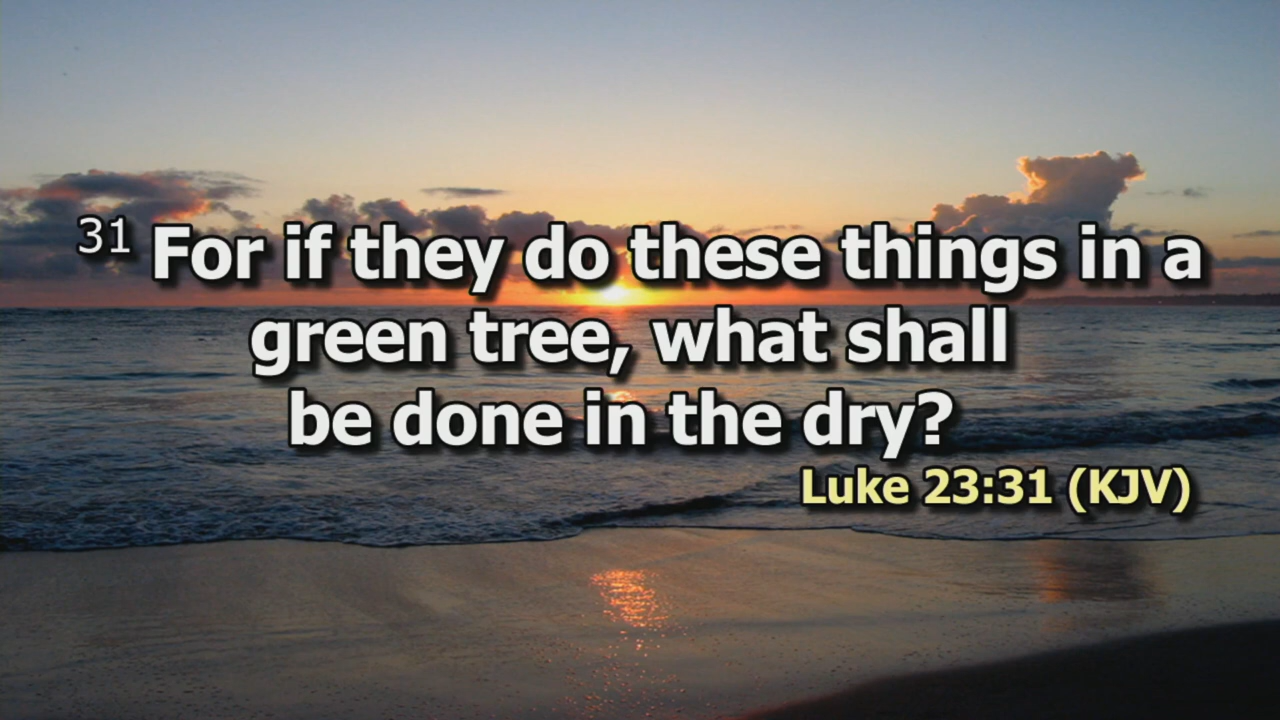 31 For if they do these things in a
green tree, what shall
be done in the dry?
Luke 23:31 (KJV)